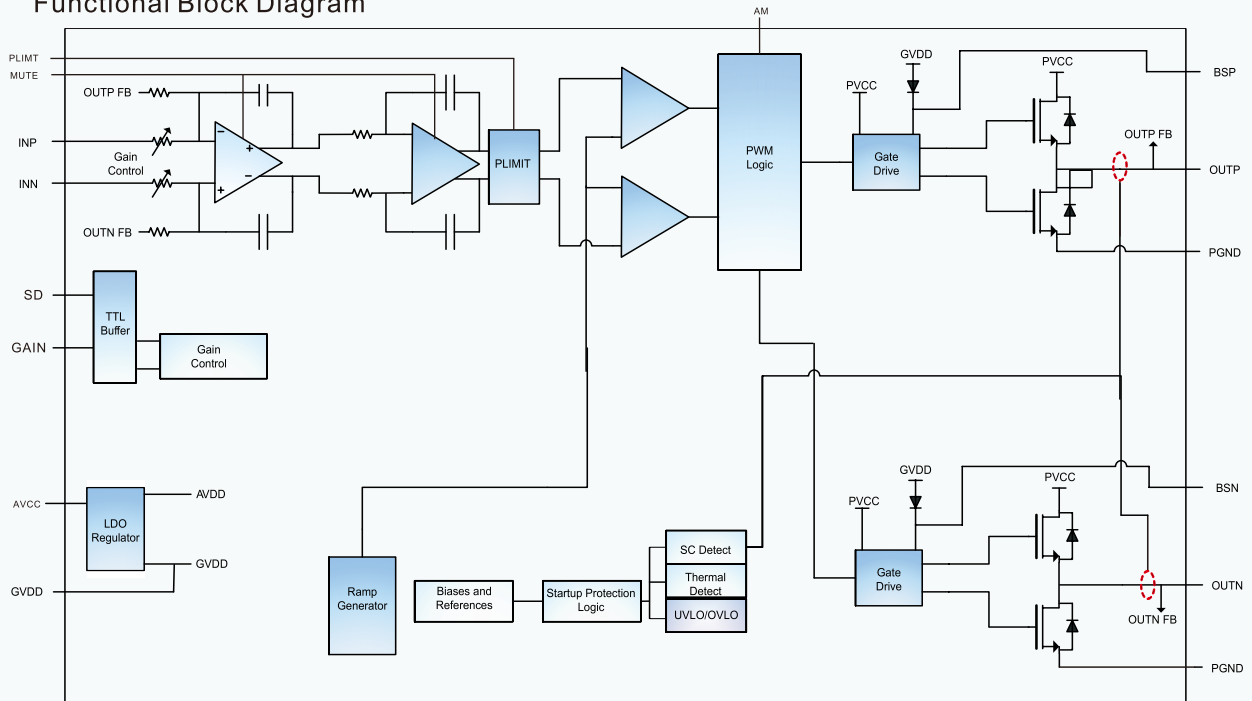 Functional Block Diagram
AM
PLIMT
MUTE
GVDD
PVCC
PVCC
BSP
OUTP FB
OUTP FB
INP
Gain
Control
INN
OUTN FB
−
+
+
−
PLIMIT
PWM
Logic
Gate
Drive
OUTP
PGND
SD
GAIN
TTL
Buffer
Gain
Control
AVCC
GVDD
LDO
Regulator
AVDD
GVDD
Ramp
Generator
Biases and
References
Startup Protection
Logic
SC Detect
Thermal
Detect
UVLO/OVLO
GVDD
PVCC
PVCC
BSN
Gate
Drive
OUTN
OUTN FB
PGND